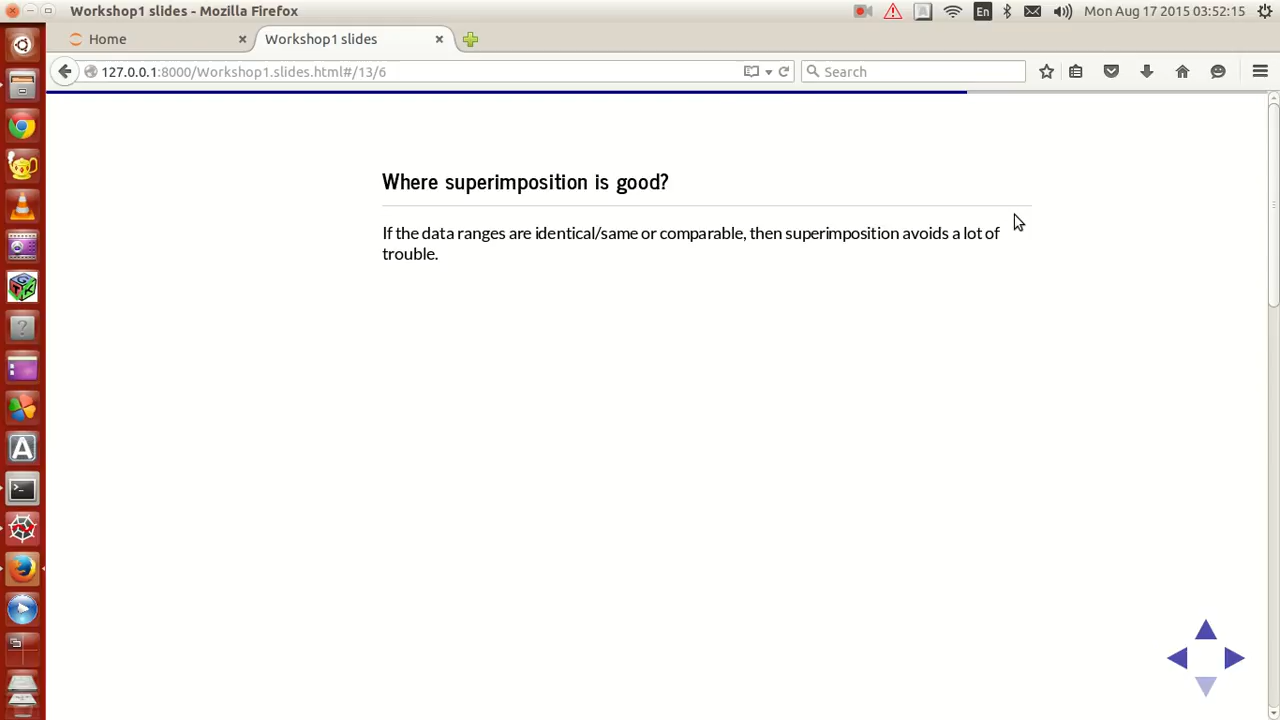 Workshop1 slides - Mozilla Firefox
En
Mon Aug 17 2015 03:52:15
Home
Workshop1 slides
127.0.0.1:8000/Workshop1.slides.html#/13/6
Search
Where superimposition is good?
If the data ranges are identical/same or comparable, then superimposition avoids a lot of
trouble.